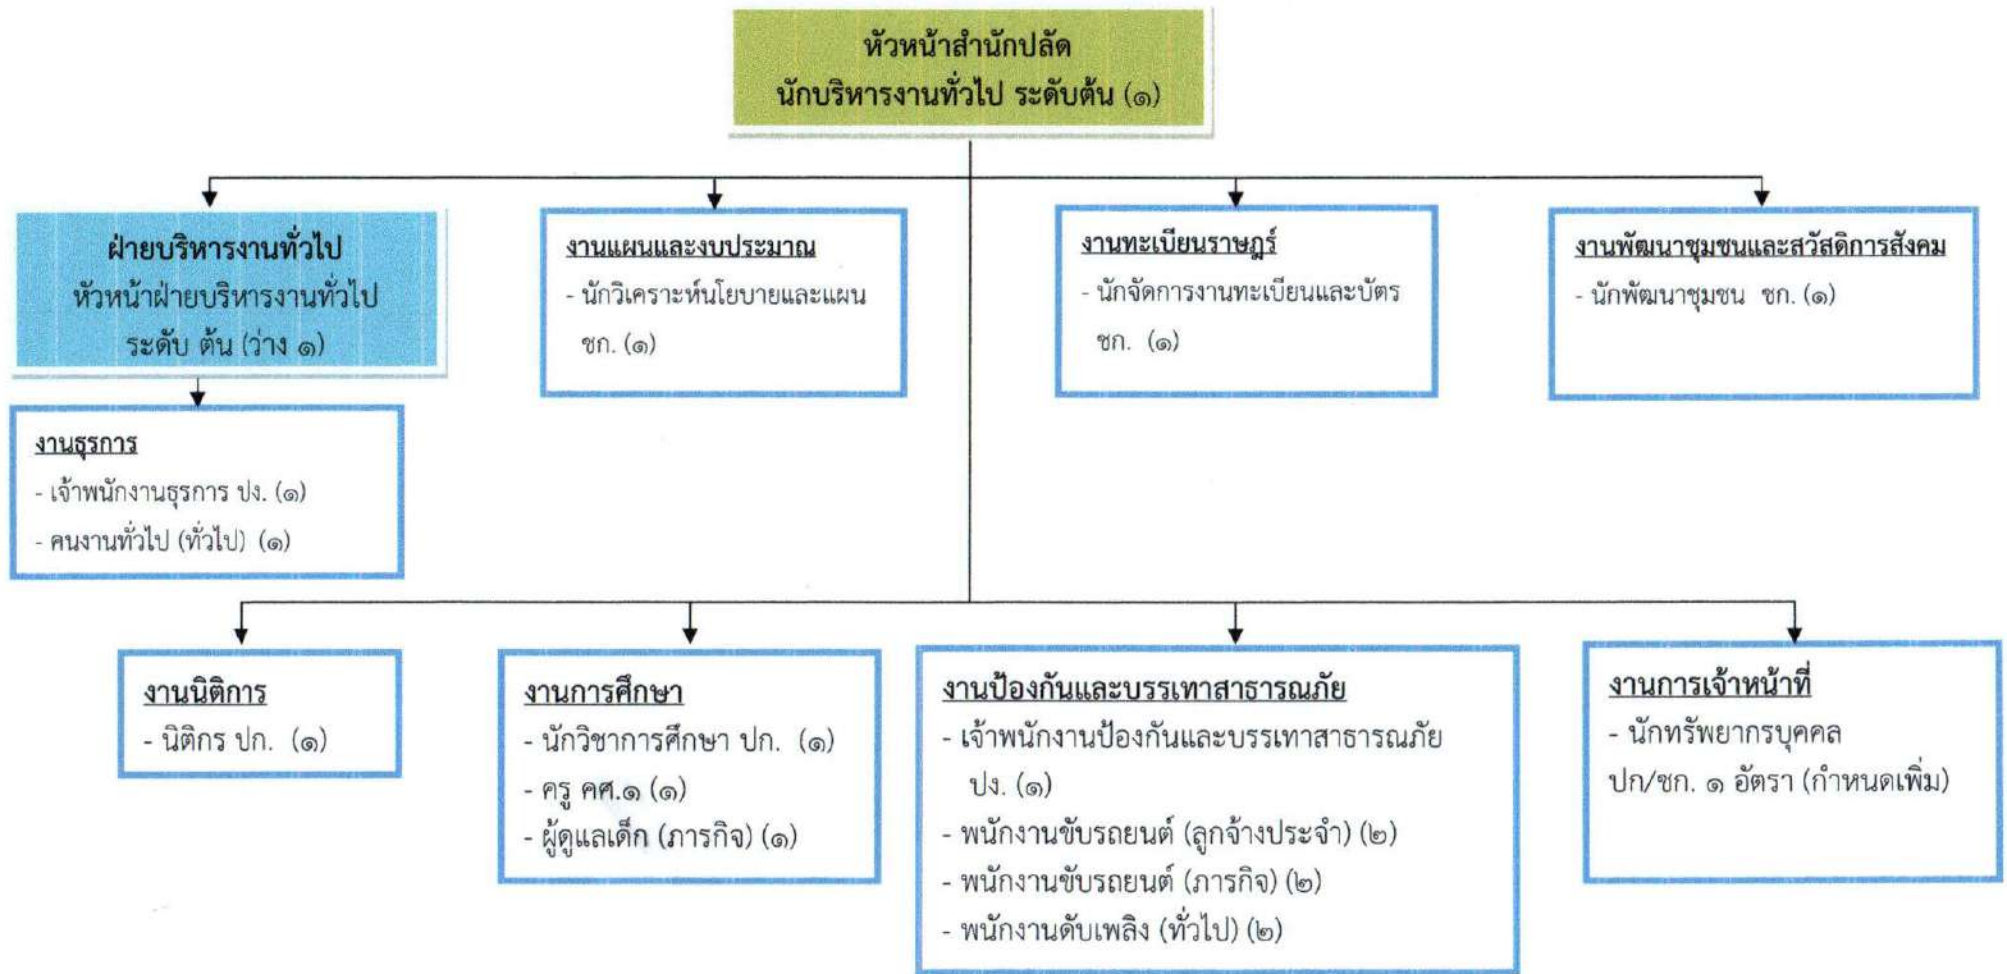 หัวหน้าสำนักปลัด
นักบริหารงานทั่วไป ระดับต้น (๑)
ฝ่ายบริหารงานทั่วไป
หัวหน้าฝ่ายบริหารงานทั่วไป
ระดับ ต้น (ว่าง ๑)
งานแผนและงบประมาณ
- นักวิเคราะห์นโยบายและแผน
ชก. (๑)
งานทะเบียนราษฎร์
- นักจัดการงานทะเบียนและบัตร
ชก. (๑)
งานพัฒนาชุมชนและสวัสดิการสังคม
- นักพัฒนาชุมชน ชก. (๑)
งานธุรการ
- เจ้าพนักงานธุรการ ปง. (๑)
- คนงานทั่วไป (ทั่วไป) (๑)
งานนิติการ
- นิติกร ปก. (๑)
งานการศึกษา
- นักวิชาการศึกษา ปก. (๑)
- ครู คศ.๑ (๑)
- ผู้ดูแลเด็ก (ภารกิจ) (๑)
งานป้องกันและบรรเทาสาธารณภัย
- เจ้าพนักงานป้องกันและบรรเทาสาธารณภัย
ปง. (๑)
- พนักงานขับรถยนต์ (ลูกจ้างประจำ) (๒)
- พนักงานขับรถยนต์ (ภารกิจ) (๒)
- พนักงานดับเพลิง (ทั่วไป) (๒)
งานการเจ้าหน้าที่
- นักทรัพยากรบุคคล
ปก/ชก. ๑ อัตรา (กำหนดเพิ่ม)